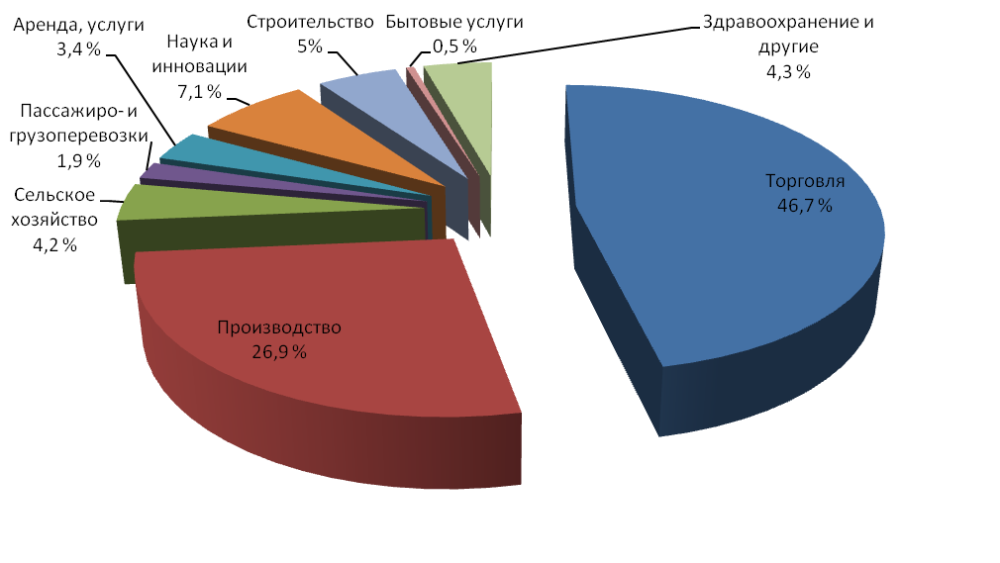 Аренда, услуги
3,4 %
Наука и
инновации
7,1 %
Строительство
5%
Бытовые услуги
0,5 %
Здравоохранение и
другие
4,3 %
Пассажиро- и
грузоперевозки
1,9 %
Сельское
хозяйство
4,2 %
Торговля
46,7 %
Производство
26,9 %